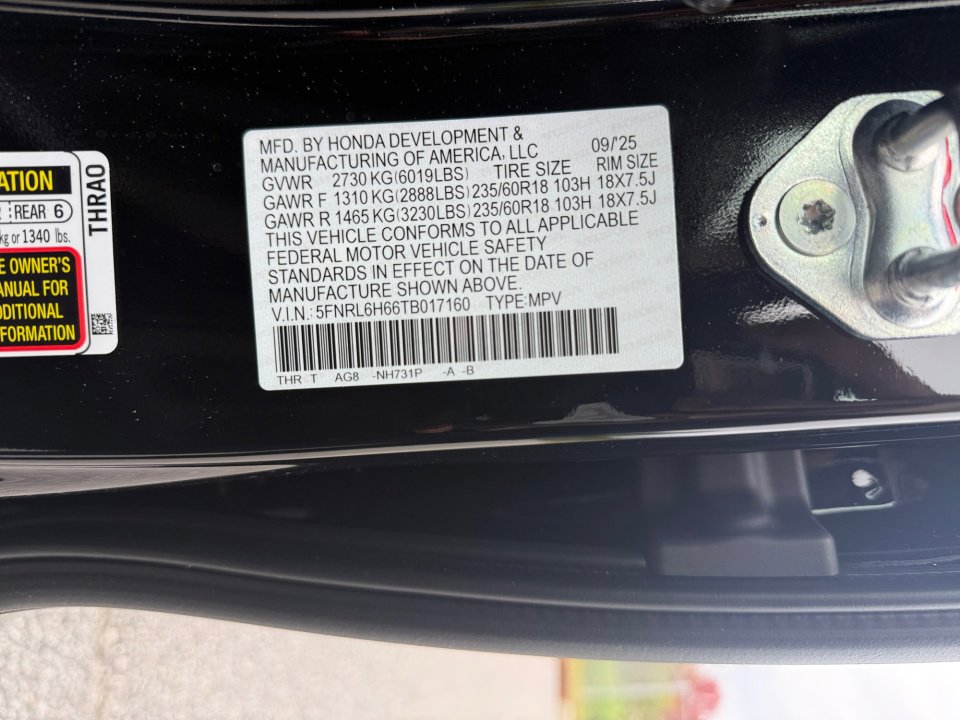 ATION
REAR 6
kg or 1340 lbs.
E OWNER'S
ANUAL FOR
DDITIONAL
FORMATION
THRAO
MFD. BY HONDA DEVELOPMENT & 09/'25
MANUFACTURING OF AMERICA, LLC
GVWR 2730 KG(6019LBS) TIRE SIZE RIM SIZE
GAWR F 1310 KG(2888LBS) 235/60R18 103H 18X7.5J
GAWR R 1465 KG(3230LBS) 235/60R18 103H 18X7.5J
THIS VEHICLE CONFORMS TO ALL APPLICABLE
FEDERAL MOTOR VEHICLE SAFETY
STANDARDS IN EFFECT ON THE DATE OF
MANUFACTURE SHOWN ABOVE.
V.I.N.: 5FNRL6H66TB017160 TYPE:MPV
THR T AG8 -NH731P -A -B